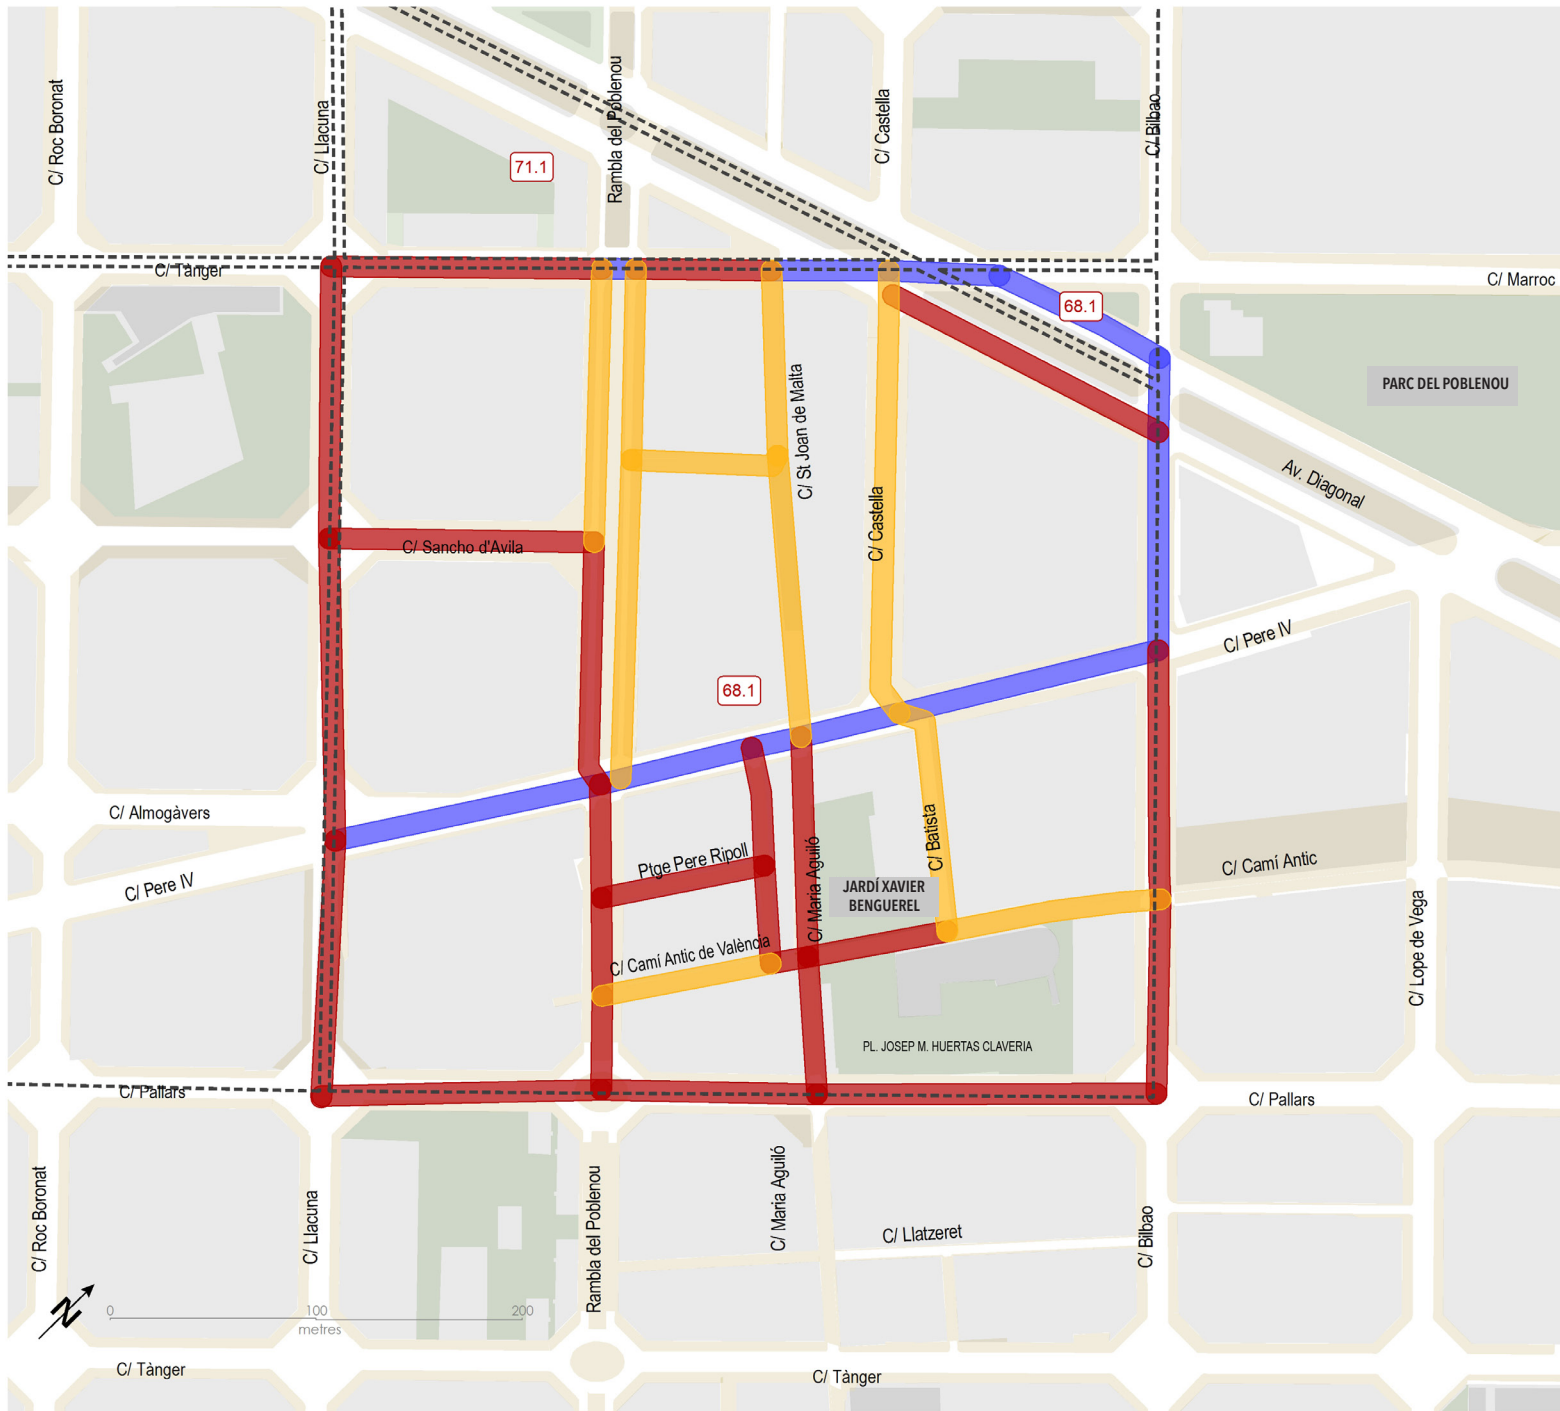 C/ Roc Boronat
C/ Llacuna
Rambla del Poblenou
C/ Castella
C/ Bilbao
71.1
C/ Tànger
C/ Marroc
68.1
PARC DEL POBLENOU
C/ St Joan de Malta
Av. Diagonal
C/ Castella
C/ Sancho d'Avila
C/ Pere IV
68.1
C/ Almogàvers
C/ Pere IV
Ptge Pere Ripoll
C/ Maria Aguiló
C/ Batista
C/ Camí Antic
JARDÍ XAVIER
BENGUEREL
C/ Camí Antic de València
C/ Lope de Vega
PL. JOSEP M. HUERTAS CLAVERIA
C/ Pallars
C/ Pallars
C/ Roc Boronat
C/ Llacuna
Rambla del Poblenou
C/ Maria Aguiló
C/ Llatzeret
C/ Bilbao
N
0 100 200
metres
C/ Tànger
C/ Tànger